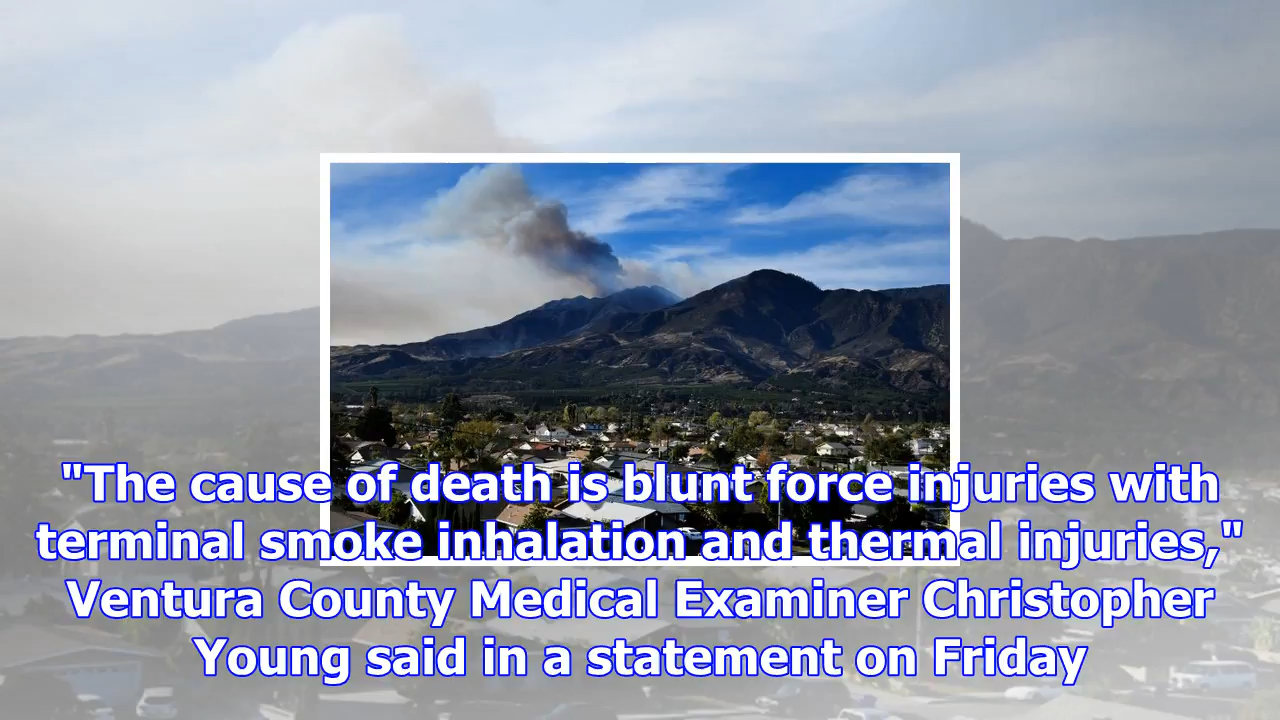 "The cause of death is blunt force injuries with
terminal smoke inhalation and thermal injuries,"
Ventura County Medical Examiner Christopher
Young said in a statement on Friday